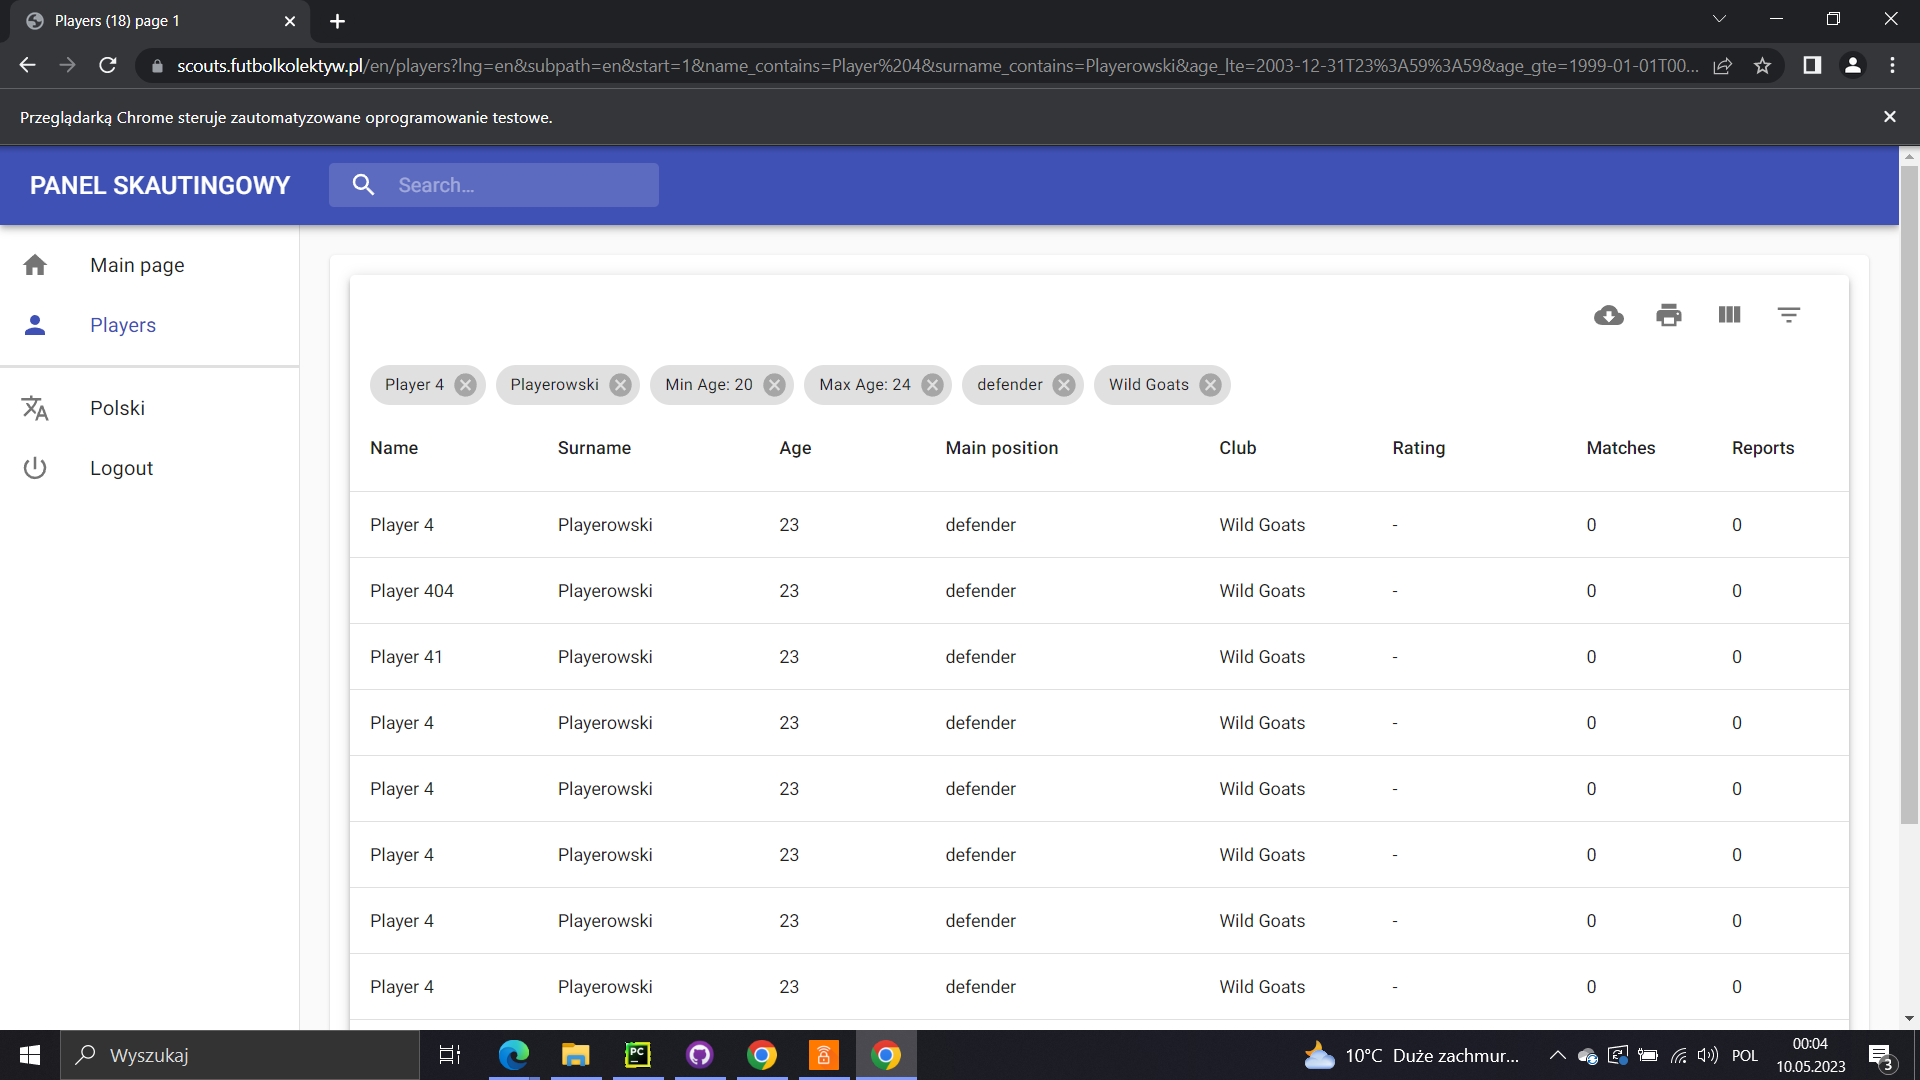 Players (18) page 1
scouts.futbolkolektyw.pl/en/players?lng=en&subpath=en&start=1&name_contains=Player%204&surname_contains=Playerowski&age_lte=2003-12-31T23%3A59%3A59&age_gte=1999-01-01T00...
Przeglądarką Chrome steruje zautomatyzowane oprogramowanie testowe.
PANEL SKAUTINGOWY
Search...
Main page
Players
Polski
Logout
Player 4 Playerowski Min Age: 20 Max Age: 24 defender Wild Goats
Name Surname Age Main position Club Rating Matches Reports
Player 4 Playerowski 23 defender Wild Goats - 0 0
Player 404 Playerowski 23 defender Wild Goats - 0 0
Player 41 Playerowski 23 defender Wild Goats - 0 0
Player 4 Playerowski 23 defender Wild Goats - 0 0
Player 4 Playerowski 23 defender Wild Goats - 0 0
Player 4 Playerowski 23 defender Wild Goats - 0 0
Player 4 Playerowski 23 defender Wild Goats - 0 0
Player 4 Playerowski 23 defender Wild Goats - 0 0
Wyszukaj
PC
10°C Duże zachmur...
POL
00:04
10.05.2023
3